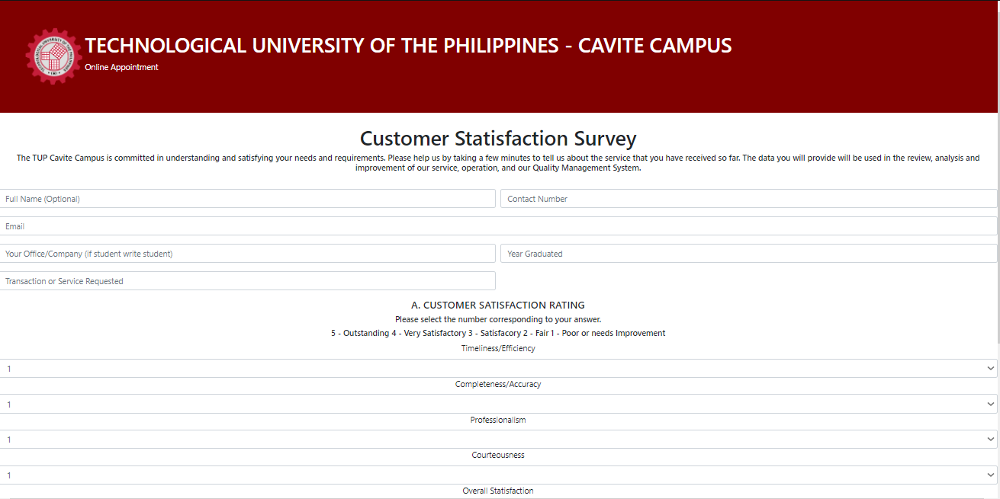 TECHNOLOGICAL UNIVERSITY OF THE PHILIPPINES - CAVITE CAMPUS
Online Appointment
Customer Statisfaction Survey
The TUP Cavite Campus is committed in understanding and satisfying your needs and requirements. Please help us by taking a few minutes to tell us about the service that you have received so far. The data you will provide will be used in the review, analysis and
improvement of our service, operation, and our Quality Management System.
Full Name (Optional) Contact Number
Email
Your Office/Company (if student write student) Year Graduated
Transaction or Service Requested
A. CUSTOMER SATISFACTION RATING
Please select the number corresponding to your answer.
5 - Outstanding 4 - Very Satisfactory 3 - Satisfacory 2 - Fair 1 - Poor or needs Improvement
Timeliness/Efficiency
1
Completeness/Accuracy
1
Professionalism
1
Courteousness
1
Overall Statisfaction